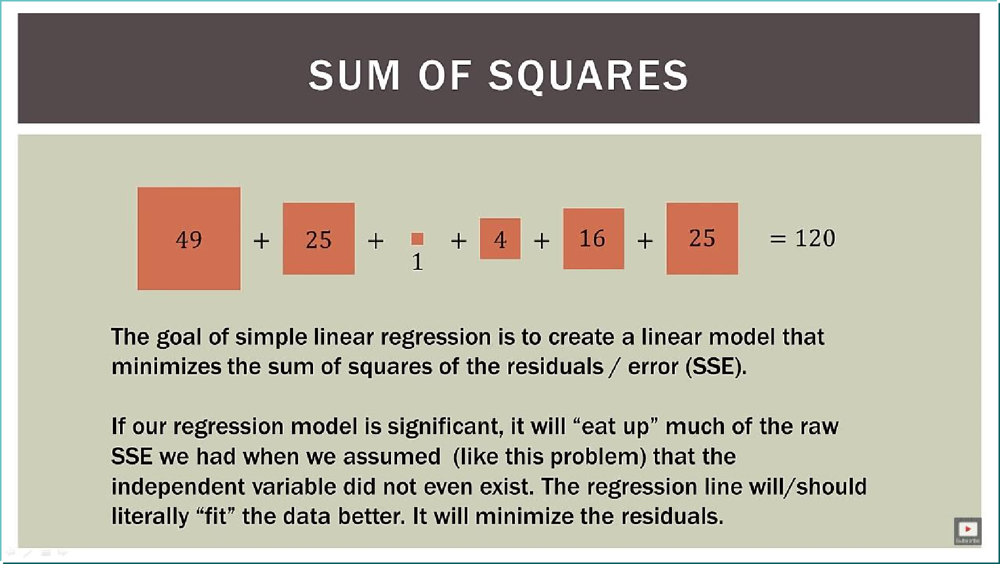 SUM OF SQUARES
49 + 25 + 1 + 4 + 16 + 25 = 120
The goal of simple linear regression is to create a linear model that
minimizes the sum of squares of the residuals / error (SSE).
If our regression model is significant, it will “eat up” much of the raw
SSE we had when we assumed  (like this problem) that the
independent variable did not even exist. The regression line will/should
literally “fit” the data better. It will minimize the residuals.
Subscribe